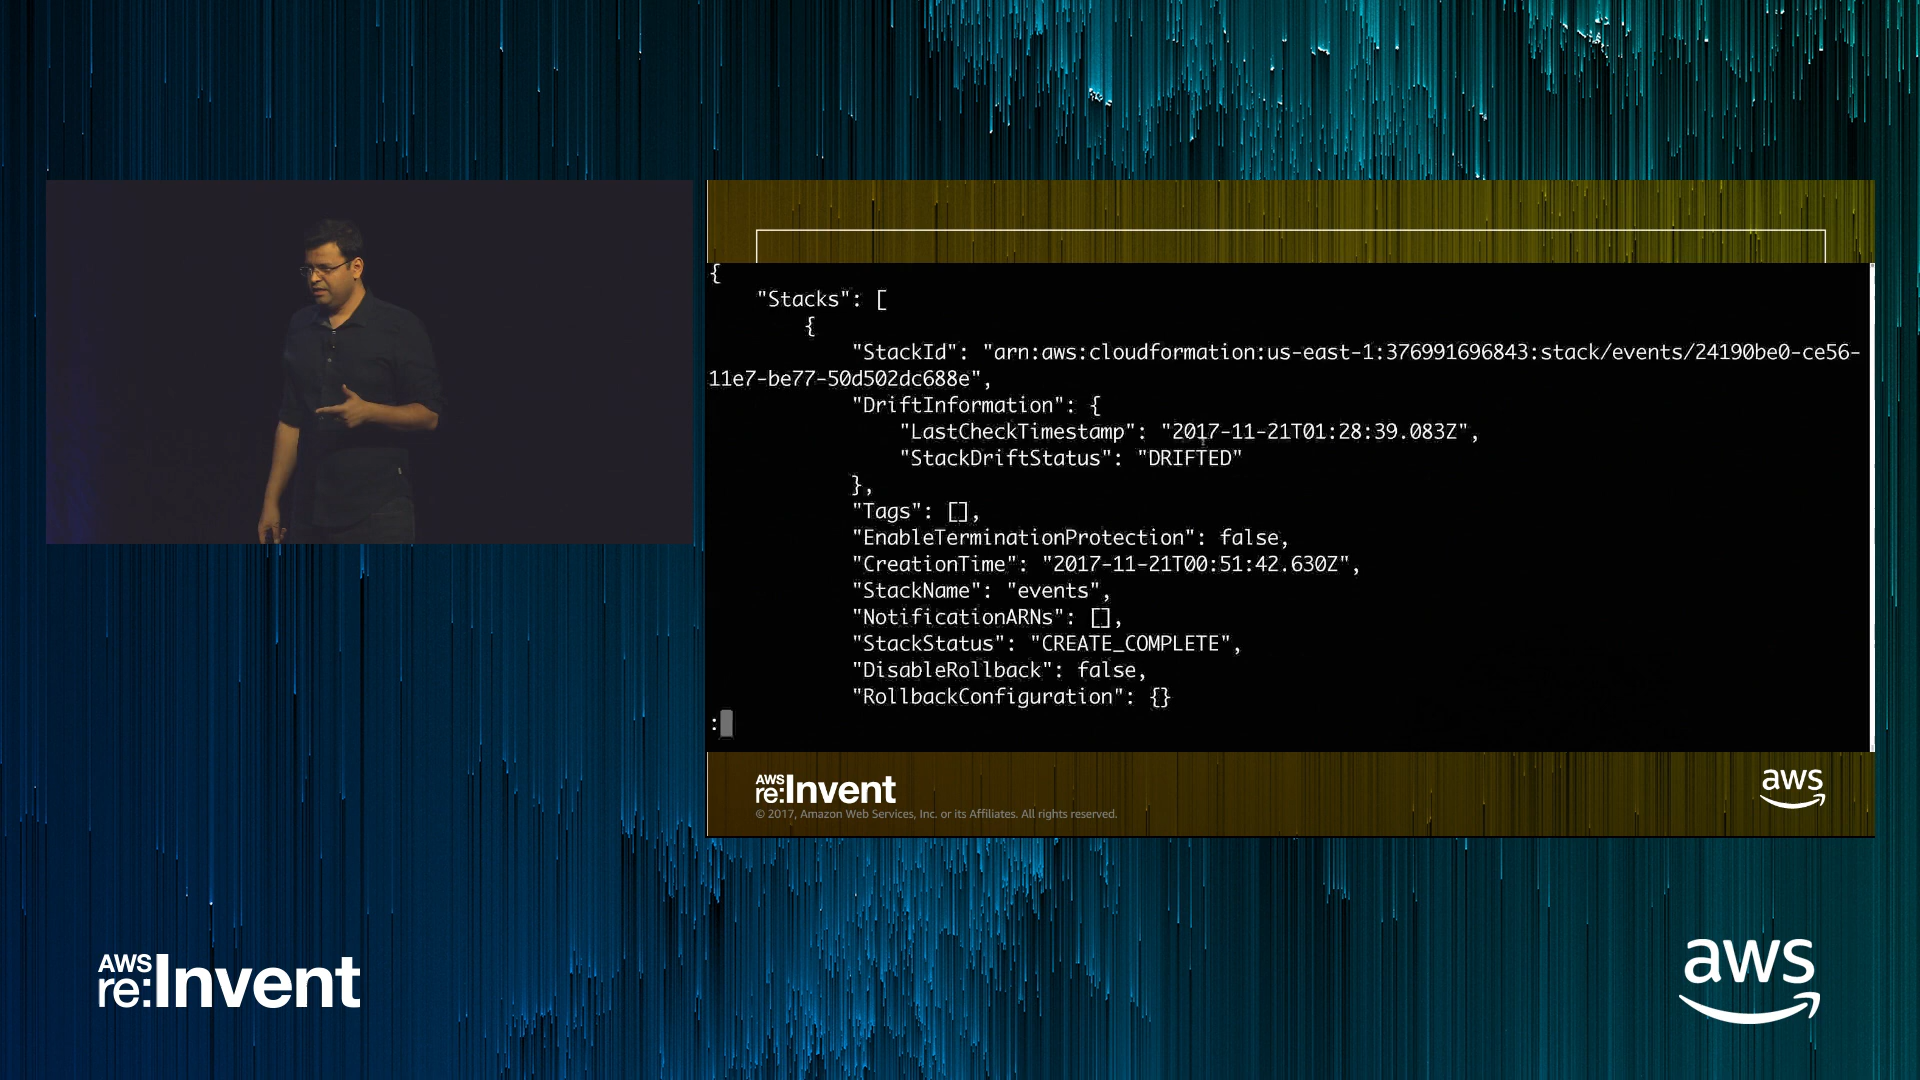 {
"Stacks": [
{
"StackId": "arn:aws:cloudformation:us-east-1:376991696843:stack/events/24190be0-ce56-
11e7-be77-50d502dc688e",
"DriftInformation": {
"LastCheckTimestamp": "2017-11-21T01:28:39.083Z",
"StackDriftStatus": "DRIFTED"
},
"Tags": [],
"EnableTerminationProtection": false,
"CreationTime": "2017-11-21T00:51:42.630Z",
"StackName": "events",
"NotificationARNs": [],
"StackStatus": "CREATE_COMPLETE",
"DisableRollback": false,
"RollbackConfiguration": {}
:
AWS
re:Invent
© 2017, Amazon Web Services, Inc. or its Affiliates. All rights reserved.
aws
AWS
re:Invent
aws